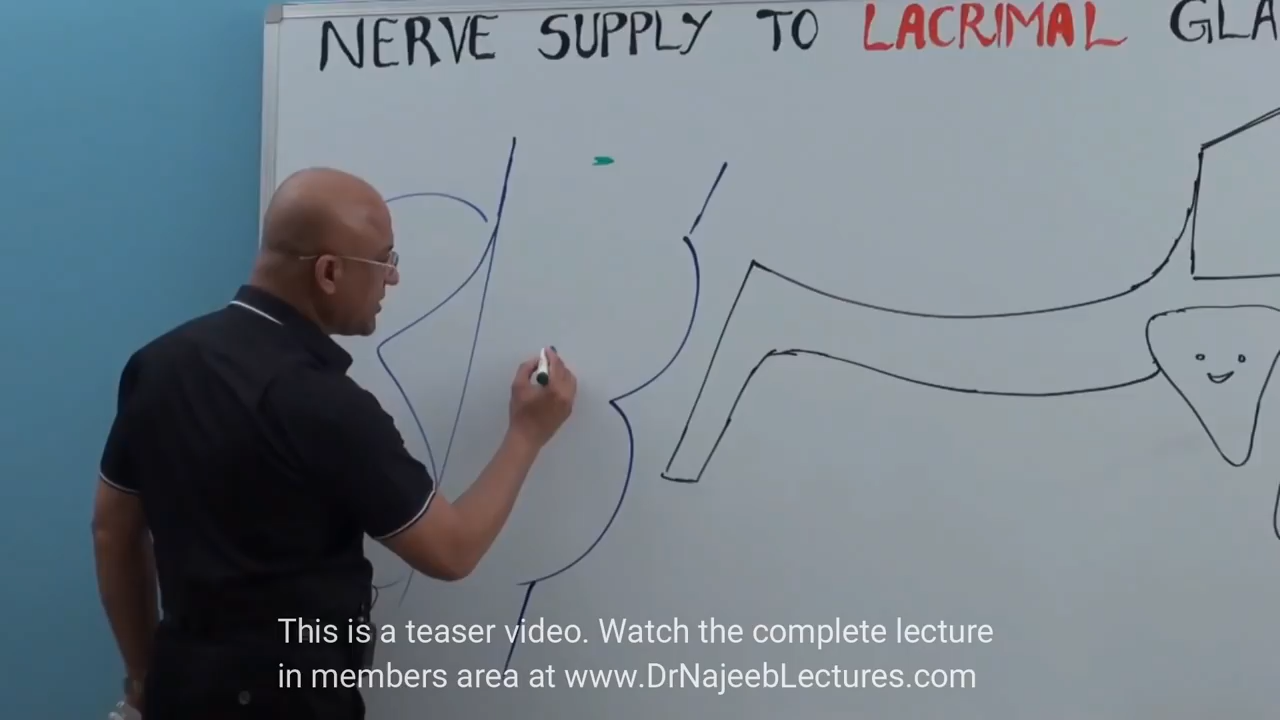 NERVE SUPPLY TO LACRIMAL GLA
This is a teaser video. Watch the complete lecture
in members area at www.DrNajeebLectures.com